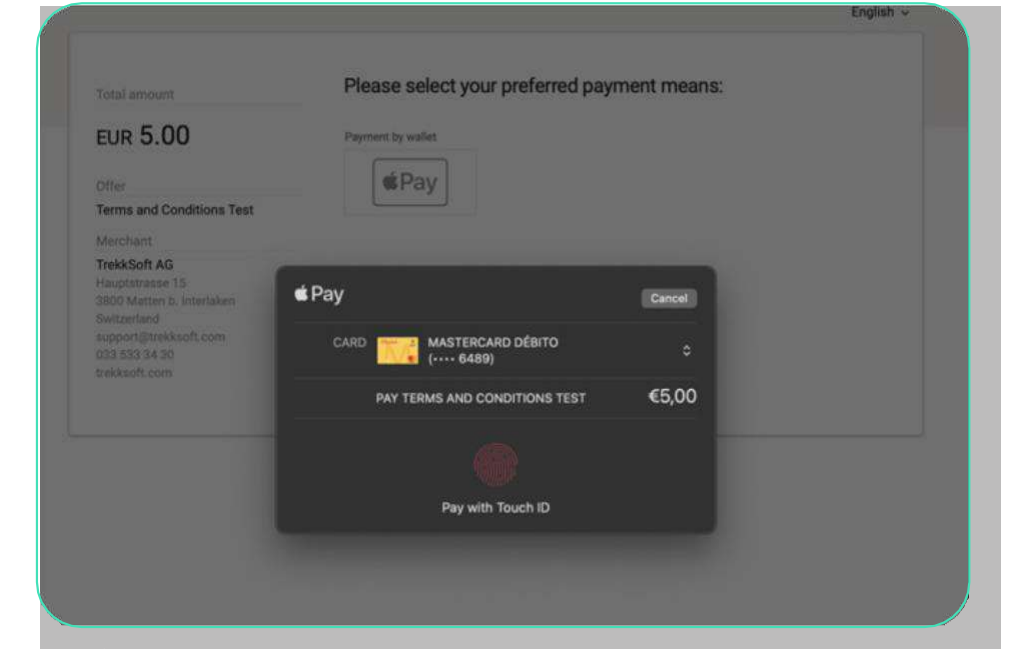 English
Total amount
EUR 5.00
Offer
Terms and Conditions Test
Merchant
TrekkSoft AG
Hauptstrasse 15
3800 Matten b. Interlaken
Switzerland
support@trekksoft.com
033 533 34 30
trekksoft.com
Please select your preferred payment means:
Payment by wallet
Pay
Pay
Cancel
CARD MASTERCARD DÉBITO
(•••• 6489)
PAY TERMS AND CONDITIONS TEST €5,00
Pay with Touch ID